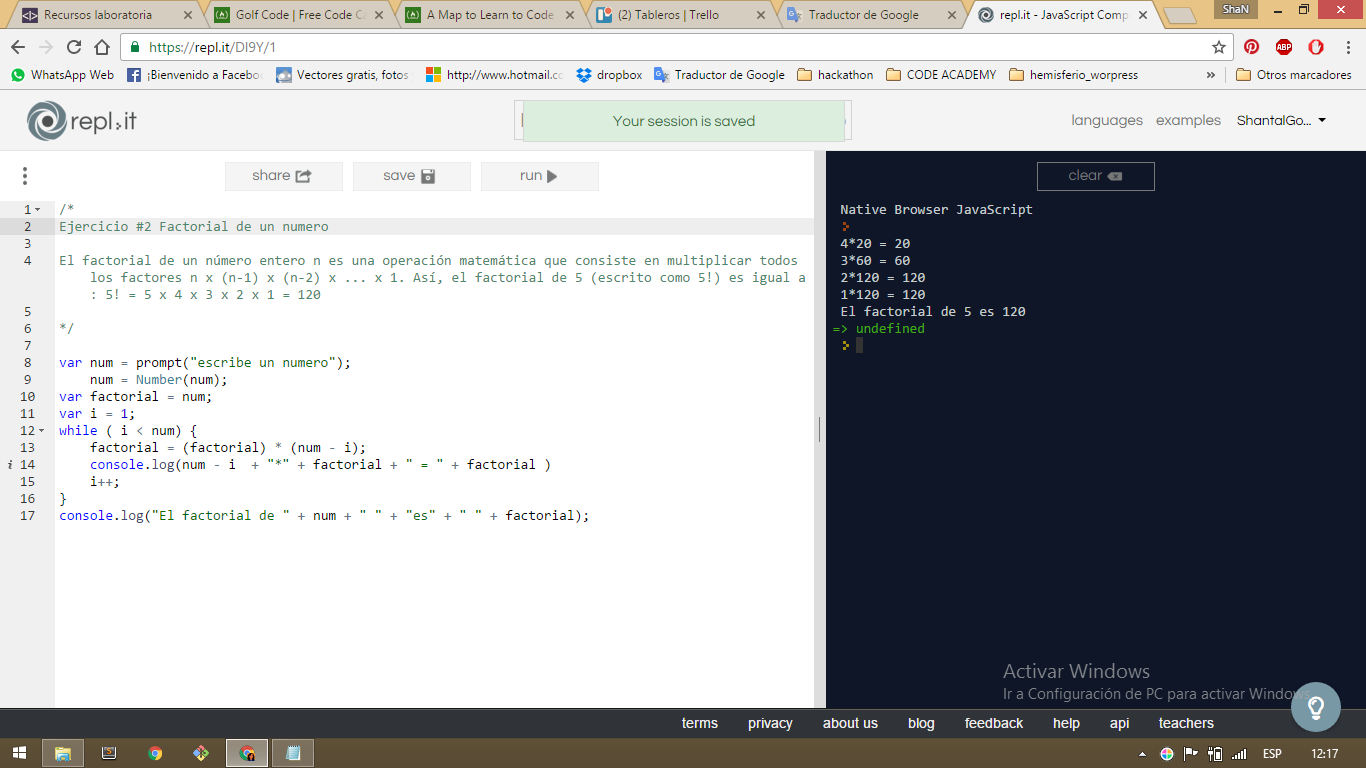 Recursos laboratoria
Golf Code | Free Code Ca
A Map to Learn to Code
(2) Tableros | Trello
Traductor de Google
repl.it - JavaScript Comp
ShaN
https://repl.it/DI9Y/1
ABP
WhatsApp Web
¡Bienvenido a Facebo
Vectores gratis, fotos
http://www.hotmail.cc
dropbox
Traductor de Google
hackathon
CODE ACADEMY
hemisferio_worpress
»
Otros marcadores
repl.it
Your session is saved
languages
examples
ShantalGo...
share
save
run
clear
1 /*
2 Ejercicio #2 Factorial de un numero
3
4 El factorial de un número entero n es una operación matemática que consiste en multiplicar todos
los factores n x (n-1) x (n-2) x ... x 1. Así, el factorial de 5 (escrito como 5!) es igual a
: 5! = 5 x 4 x 3 x 2 x 1 = 120
5
6 */
7
8 var num = prompt("escribe un numero");
9 num = Number(num);
10 var factorial = num;
11 var i = 1;
12 while ( i < num) {
13 factorial = (factorial) * (num - i);
i 14 console.log(num - i  + "*" + factorial + " = " + factorial )
15 i++;
16 }
17 console.log("El factorial de " + num + " " + "es" + " " + factorial);
Native Browser JavaScript
4*20 = 20
3*60 = 60
2*120 = 120
1*120 = 120
El factorial de 5 es 120
=> undefined
Activar Windows
Ir a Configuración de PC para activar Windows.
terms
privacy
about us
blog
feedback
help
api
teachers
ESP
12:17